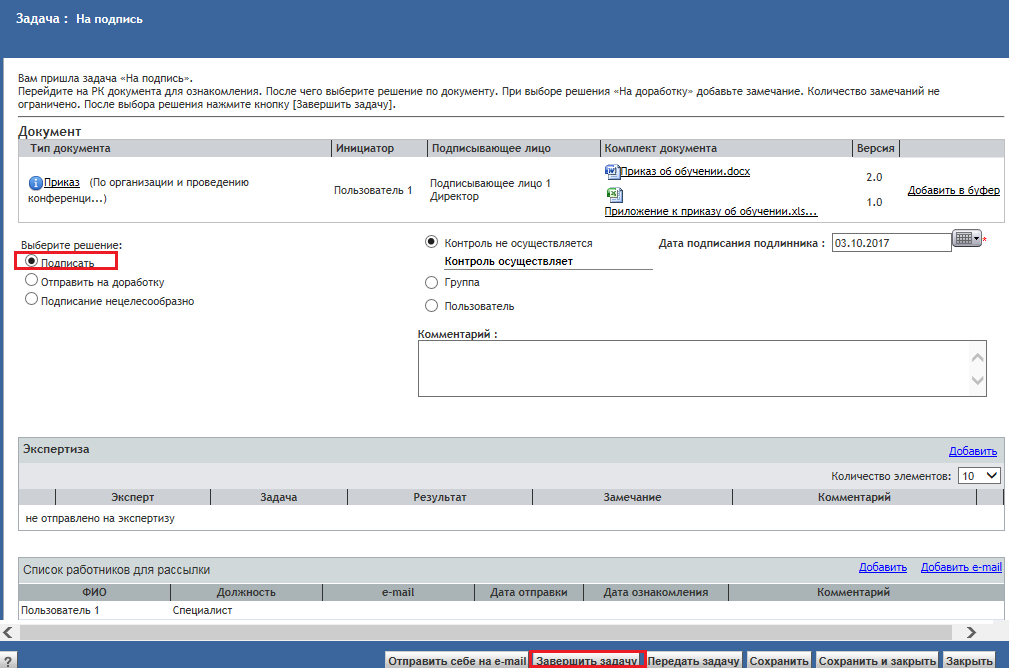 Задача : На подпись
Вам пришла задача «На подпись».
Перейдите на РК документа для ознакомления. После чего выберите решение по документу. При выборе решения «На доработку» добавьте замечание. Количество замечаний не
ограничено. После выбора решения нажмите кнопку [Завершить задачу].
Документ
Тип документа Инициатор Подписывающее лицо Комплект документа Версия
Приказ (По организации и проведению
конференци...)
Пользователь 1
Подписывающее лицо 1
Директор
Приказ об обучении.docx 2.0
Приложение к приказу об обучении.xls... 1.0
Добавить в буфер
Выберите решение:
Подписать
Отправить на доработку
Подписание нецелесообразно
Контроль не осуществляется
Контроль осуществляет
Группа
Пользователь
Дата подписания подлинника : 03.10.2017 *
Комментарий :
Экспертиза Добавить
Количество элементов: 10
Эксперт Задача Результат Замечание Комментарий
не отправлено на экспертизу
Список работников для рассылки Добавить Добавить e-mail
ФИО Должность e-mail Дата отправки Дата ознакомления Комментарий
Пользователь 1 Специалист
? Отправить себе на e-mail Завершить задачу Передать задачу Сохранить Сохранить и закрыть Закрыть